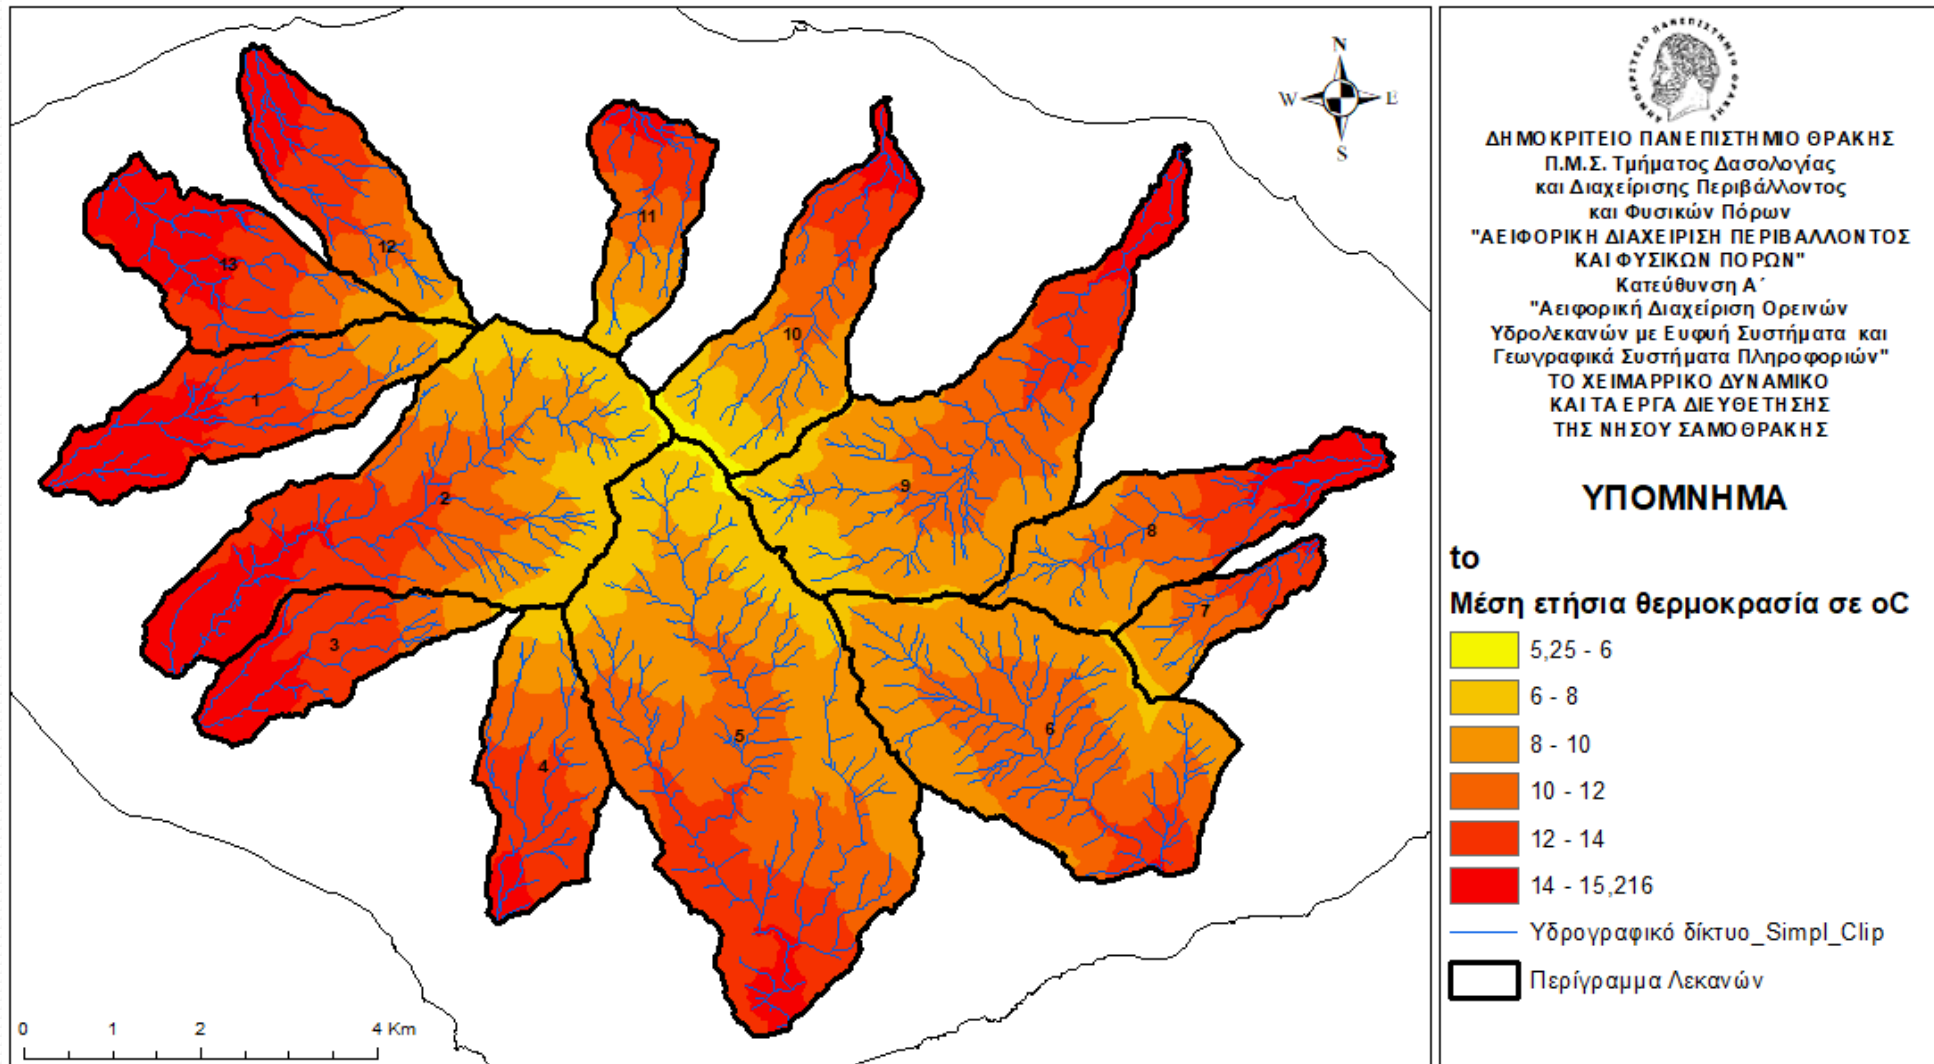 N
W
E
S
12
11
13
10
1
2
9
8
7
3
6
5
4
0 1 2 4 Km
ΔΗΜΟΚΡΙΤΕΙΟ ΠΑΝΕΠΙΣΤΗΜΙΟ ΘΡΑΚΗΣ
ΔΗΜΟΚΡΙΤΕΙΟ ΠΑΝΕΠΙΣΤΗΜΙΟ ΘΡΑΚΗΣ
Π.Μ.Σ. Τμήματος Δασολογίας
και Διαχείρισης Περιβάλλοντος
και Φυσικών Πόρων
"ΑΕΙΦΟΡΙΚΗ ΔΙΑΧΕΙΡΙΣΗ ΠΕΡΙΒΑΛΛΟΝΤΟΣ
ΚΑΙ ΦΥΣΙΚΩΝ ΠΟΡΩΝ"
Κατεύθυνση Α΄
"Αειφορική Διαχείριση Ορεινών
Υδρολεκανών με Ευφυή Συστήματα και
Γεωγραφικά Συστήματα Πληροφοριών"
ΤΟ ΧΕΙΜΑΡΡΙΚΟ ΔΥΝΑΜΙΚΟ
ΚΑΙ ΤΑ ΕΡΓΑ ΔΙΕΥΘΕΤΗΣΗΣ
ΤΗΣ ΝΗΣΟΥ ΣΑΜΟΘΡΑΚΗΣ
ΥΠΟΜΝΗΜΑ
to
Μέση ετήσια θερμοκρασία σε oC
5,25 - 6
6 - 8
8 - 10
10 - 12
12 - 14
14 - 15,216
Υδρογραφικό δίκτυο_Simpl_Clip
Περίγραμμα Λεκανών